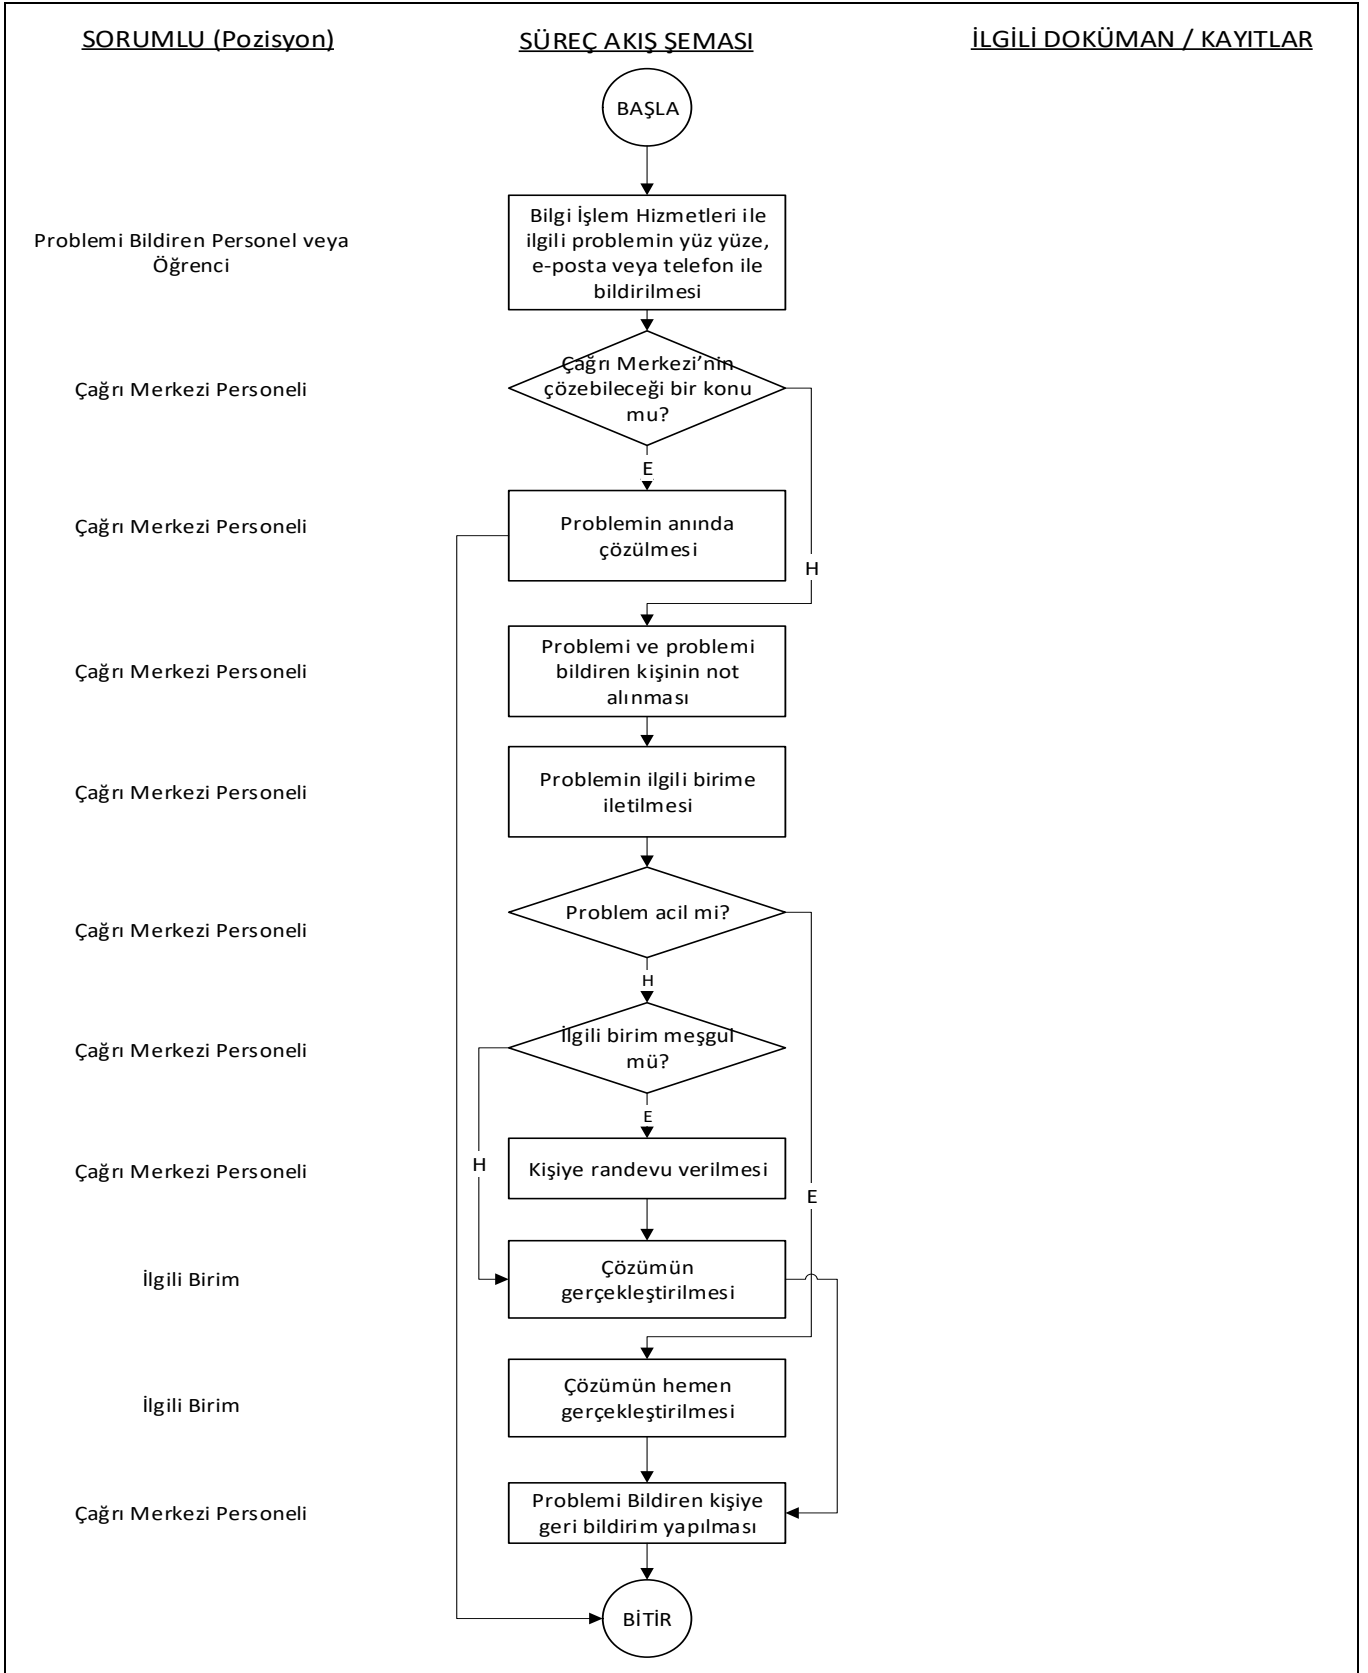 SORUMLU (Pozisyon)
SÜREÇ AKIŞ ŞEMASI
İLGİLİ DOKÜMAN / KAYITLAR
BAŞLA
Problemi Bildiren Personel veya
Öğrenci
Bilgi İşlem Hizmetleri ile
ilgili problemin yüz yüze,
e-posta veya telefon ile
bildirilmesi
Çağrı Merkezi Personeli
Çağrı Merkezi’nin
çözebileceği bir konu
mu?
E
Çağrı Merkezi Personeli
Problemin anında
çözülmesi
H
Çağrı Merkezi Personeli
Problemi ve problemi
bildiren kişinin not
alınması
Çağrı Merkezi Personeli
Problemin ilgili birime
iletilmesi
Çağrı Merkezi Personeli
Problem acil mi?
H
Çağrı Merkezi Personeli
İlgili birim meşgul
mü?
E
Çağrı Merkezi Personeli
H
Kişiye randevu verilmesi
E
İlgili Birim
Çözümün
gerçekleştirilmesi
İlgili Birim
Çözümün hemen
gerçekleştirilmesi
Çağrı Merkezi Personeli
Problemi Bildiren kişiye
geri bildirim yapılması
BİTİR